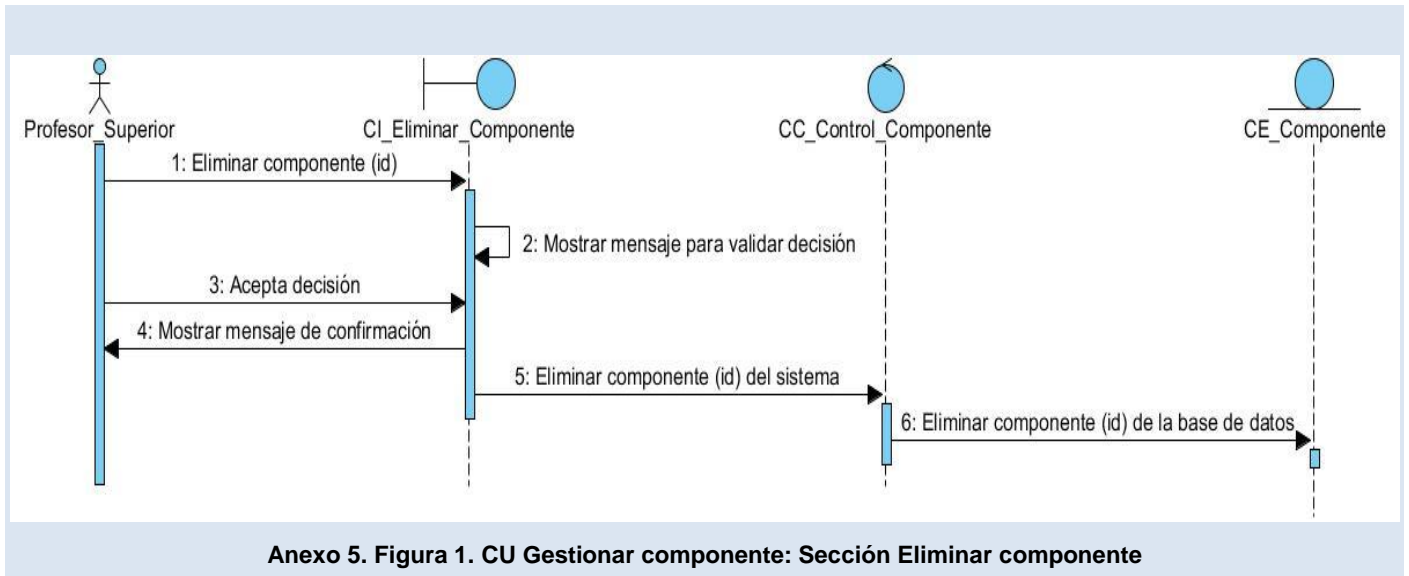 Profesor_Superior
CI_Eliminar_Componente
CC_Control_Componente
CE_Componente
1: Eliminar componente (id)
2: Mostrar mensaje para validar decisión
3: Acepta decisión
4: Mostrar mensaje de confirmación
5: Eliminar componente (id) del sistema
6: Eliminar componente (id) de la base de datos
Anexo 5. Figura 1. CU Gestionar componente: Sección Eliminar componente